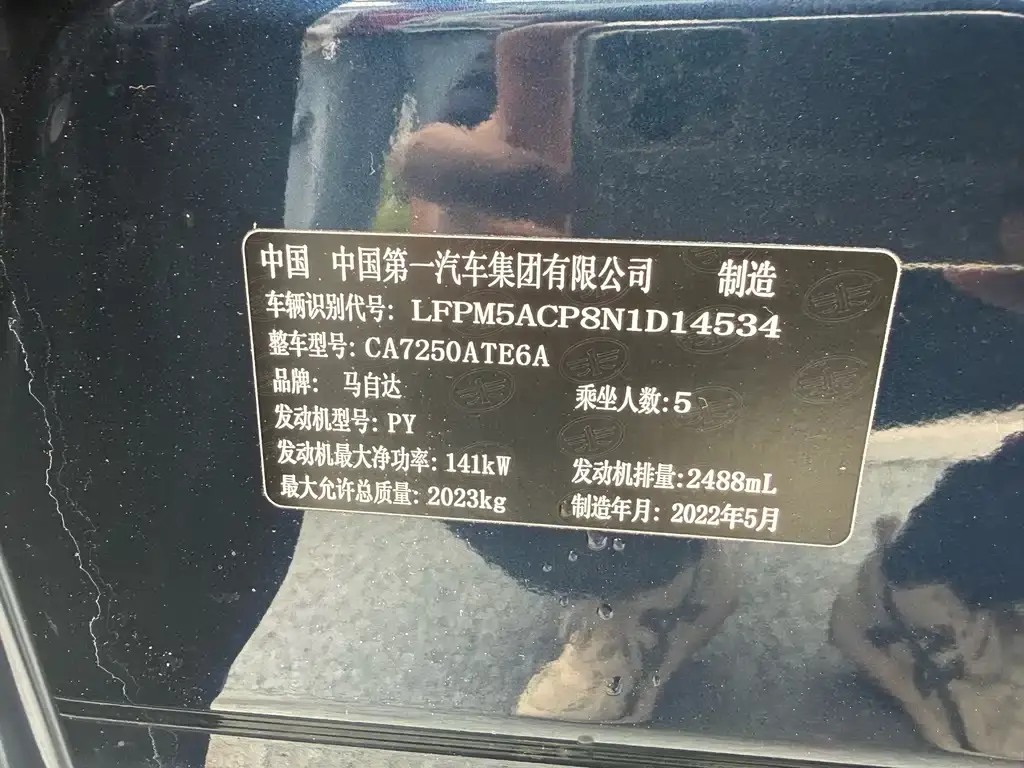 中国 中国第一汽车集团有限公司 制造
车辆识别代号: LFPM5ACP8N1D14534
整车型号: CA7250ATE6A
品牌: 马自达 乘坐人数: 5
发动机型号: PY
发动机最大净功率: 141kW 发动机排量: 2488mL
最大允许总质量: 2023kg 制造年月: 2022年5月